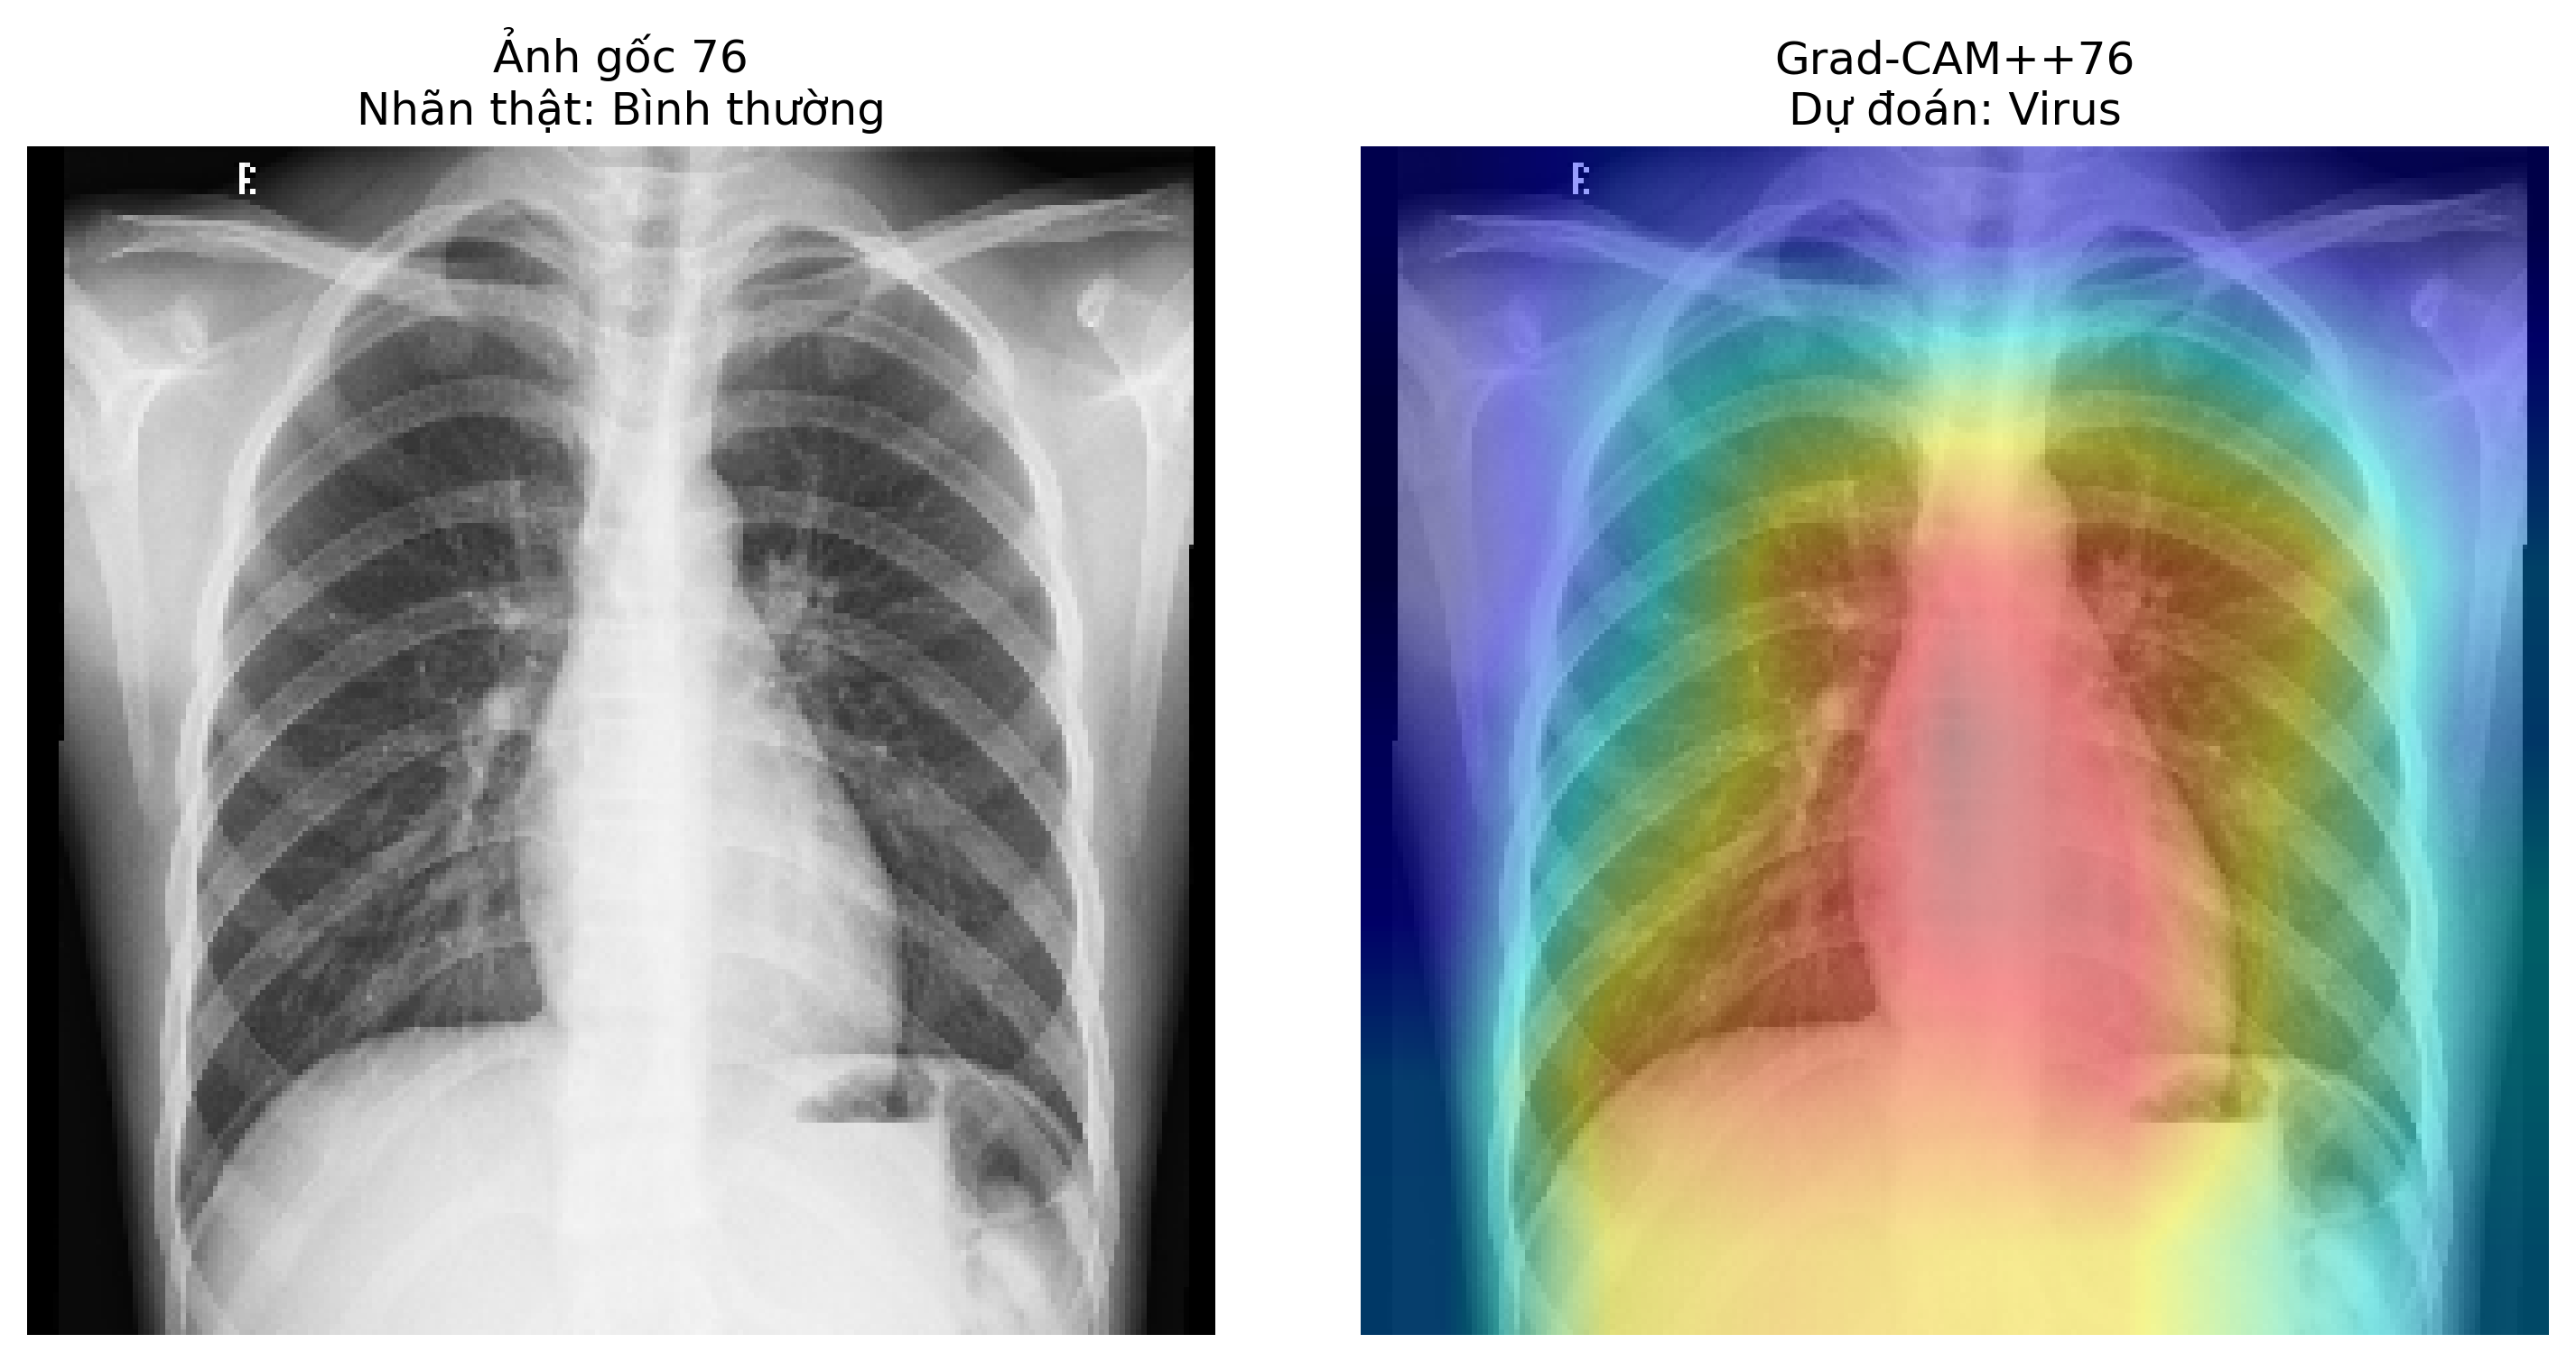 Ảnh gốc 76
Nhãn thật: Bình thường
Grad-CAM++76
Dự đoán: Virus
R
R